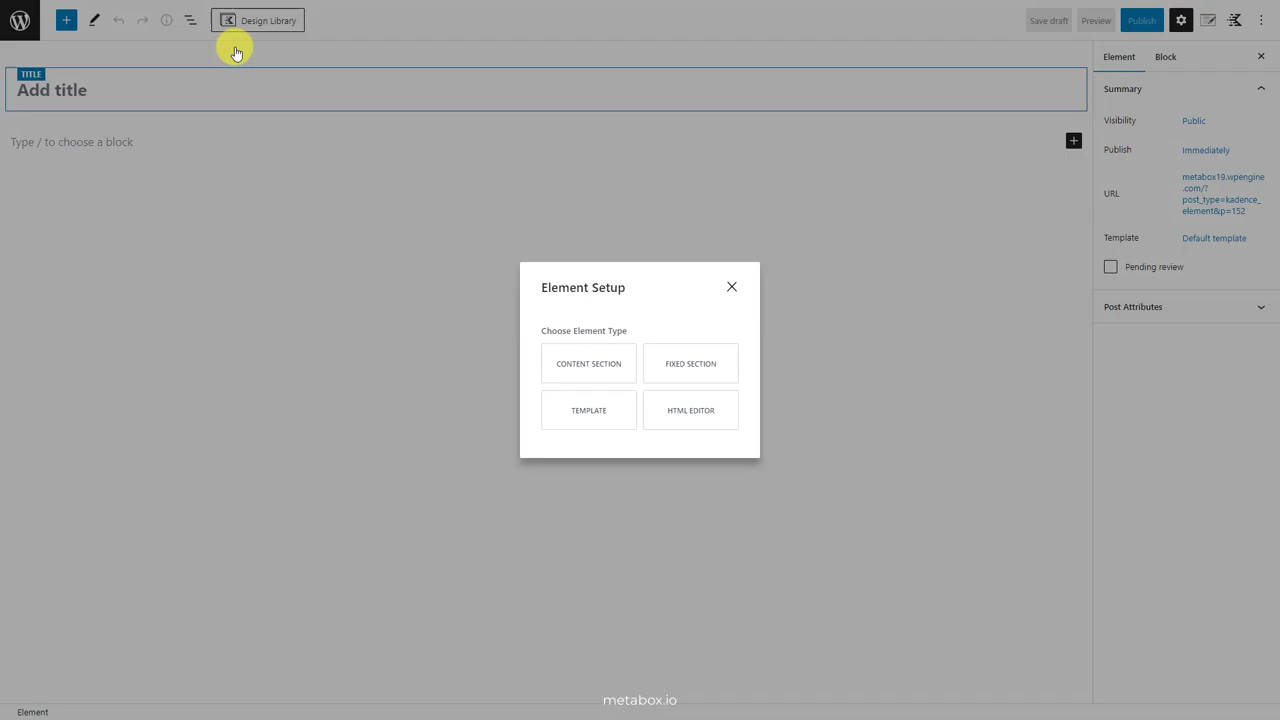 Design Library
Save draft
Preview
Publish
TITLE
Add title
Type / to choose a block
Element
Block
Summary
Visibility
Public
Publish
Immediately
URL
metabox19.wpengine
.com/?
post_type=kadence_
element&p=152
Template
Default template
Pending review
Post Attributes
Element Setup
Choose Element Type
CONTENT SECTION
FIXED SECTION
TEMPLATE
HTML EDITOR
metabox.io
Element